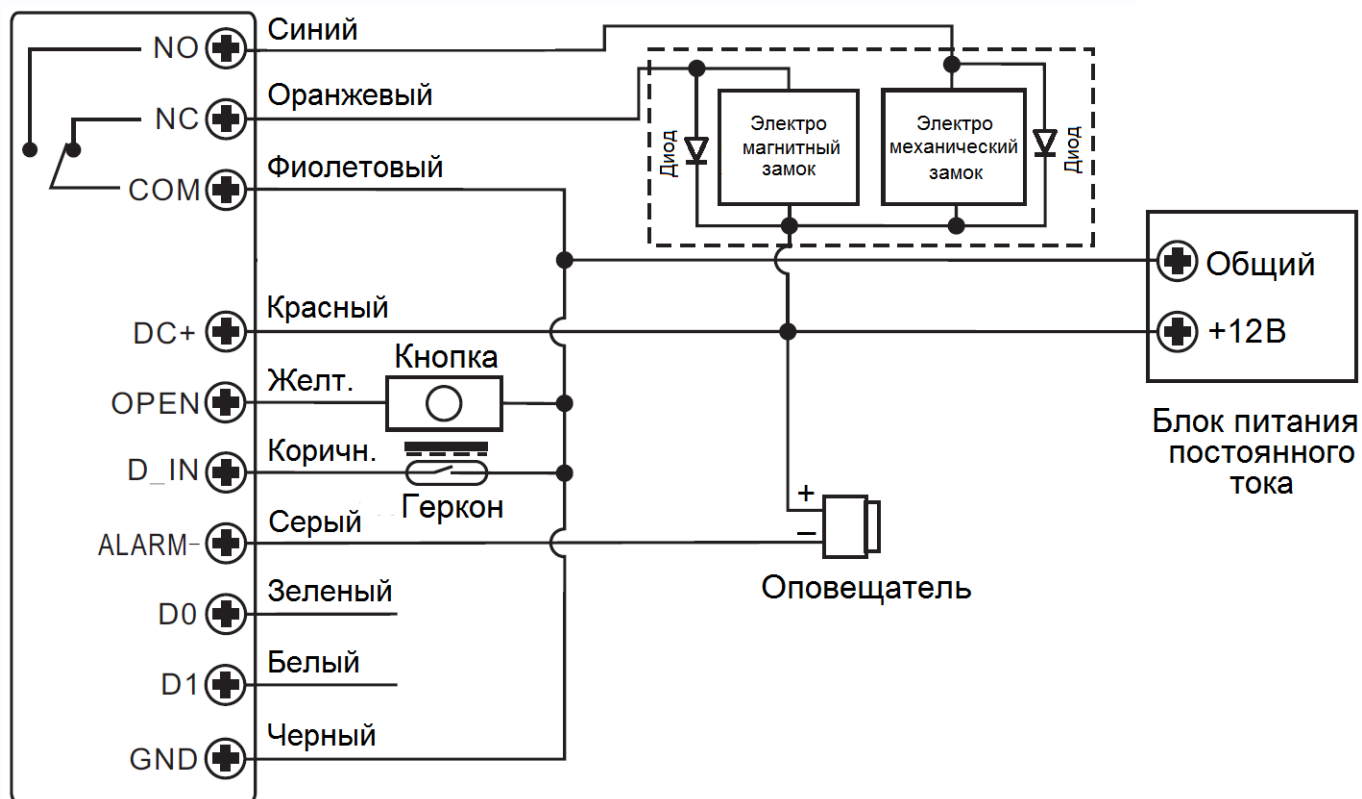 NO
Синий
NC
Оранжевый
COM
Фиолетовый
Диод
Электро
магнитный
замок
Электро
механический
замок
Диод
Общий
DC+
Красный
+12В
OPEN
Желт.
Кнопка
Блок питания
постоянного
тока
D_IN
Коричн.
Геркон
ALARM-
Серый
+
–
Оповещатель
D0
Зеленый
D1
Белый
GND
Черный